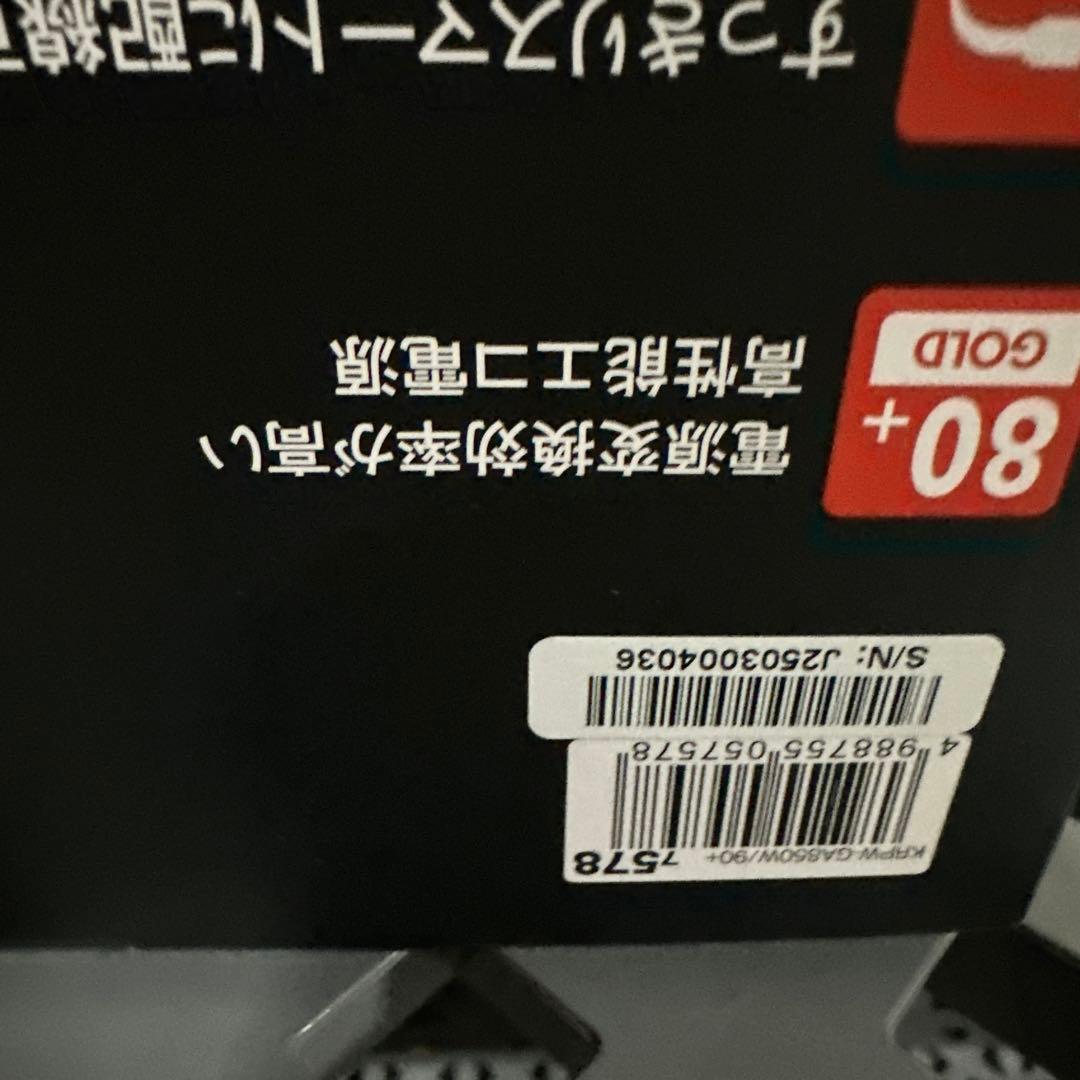 KRPW-GA850W/90+ 7578
4 988755 057578
S/N: J2503004036
80+
GOLD
電源変換効率が高い
高性能エコ電源
すっきりスマートに配線